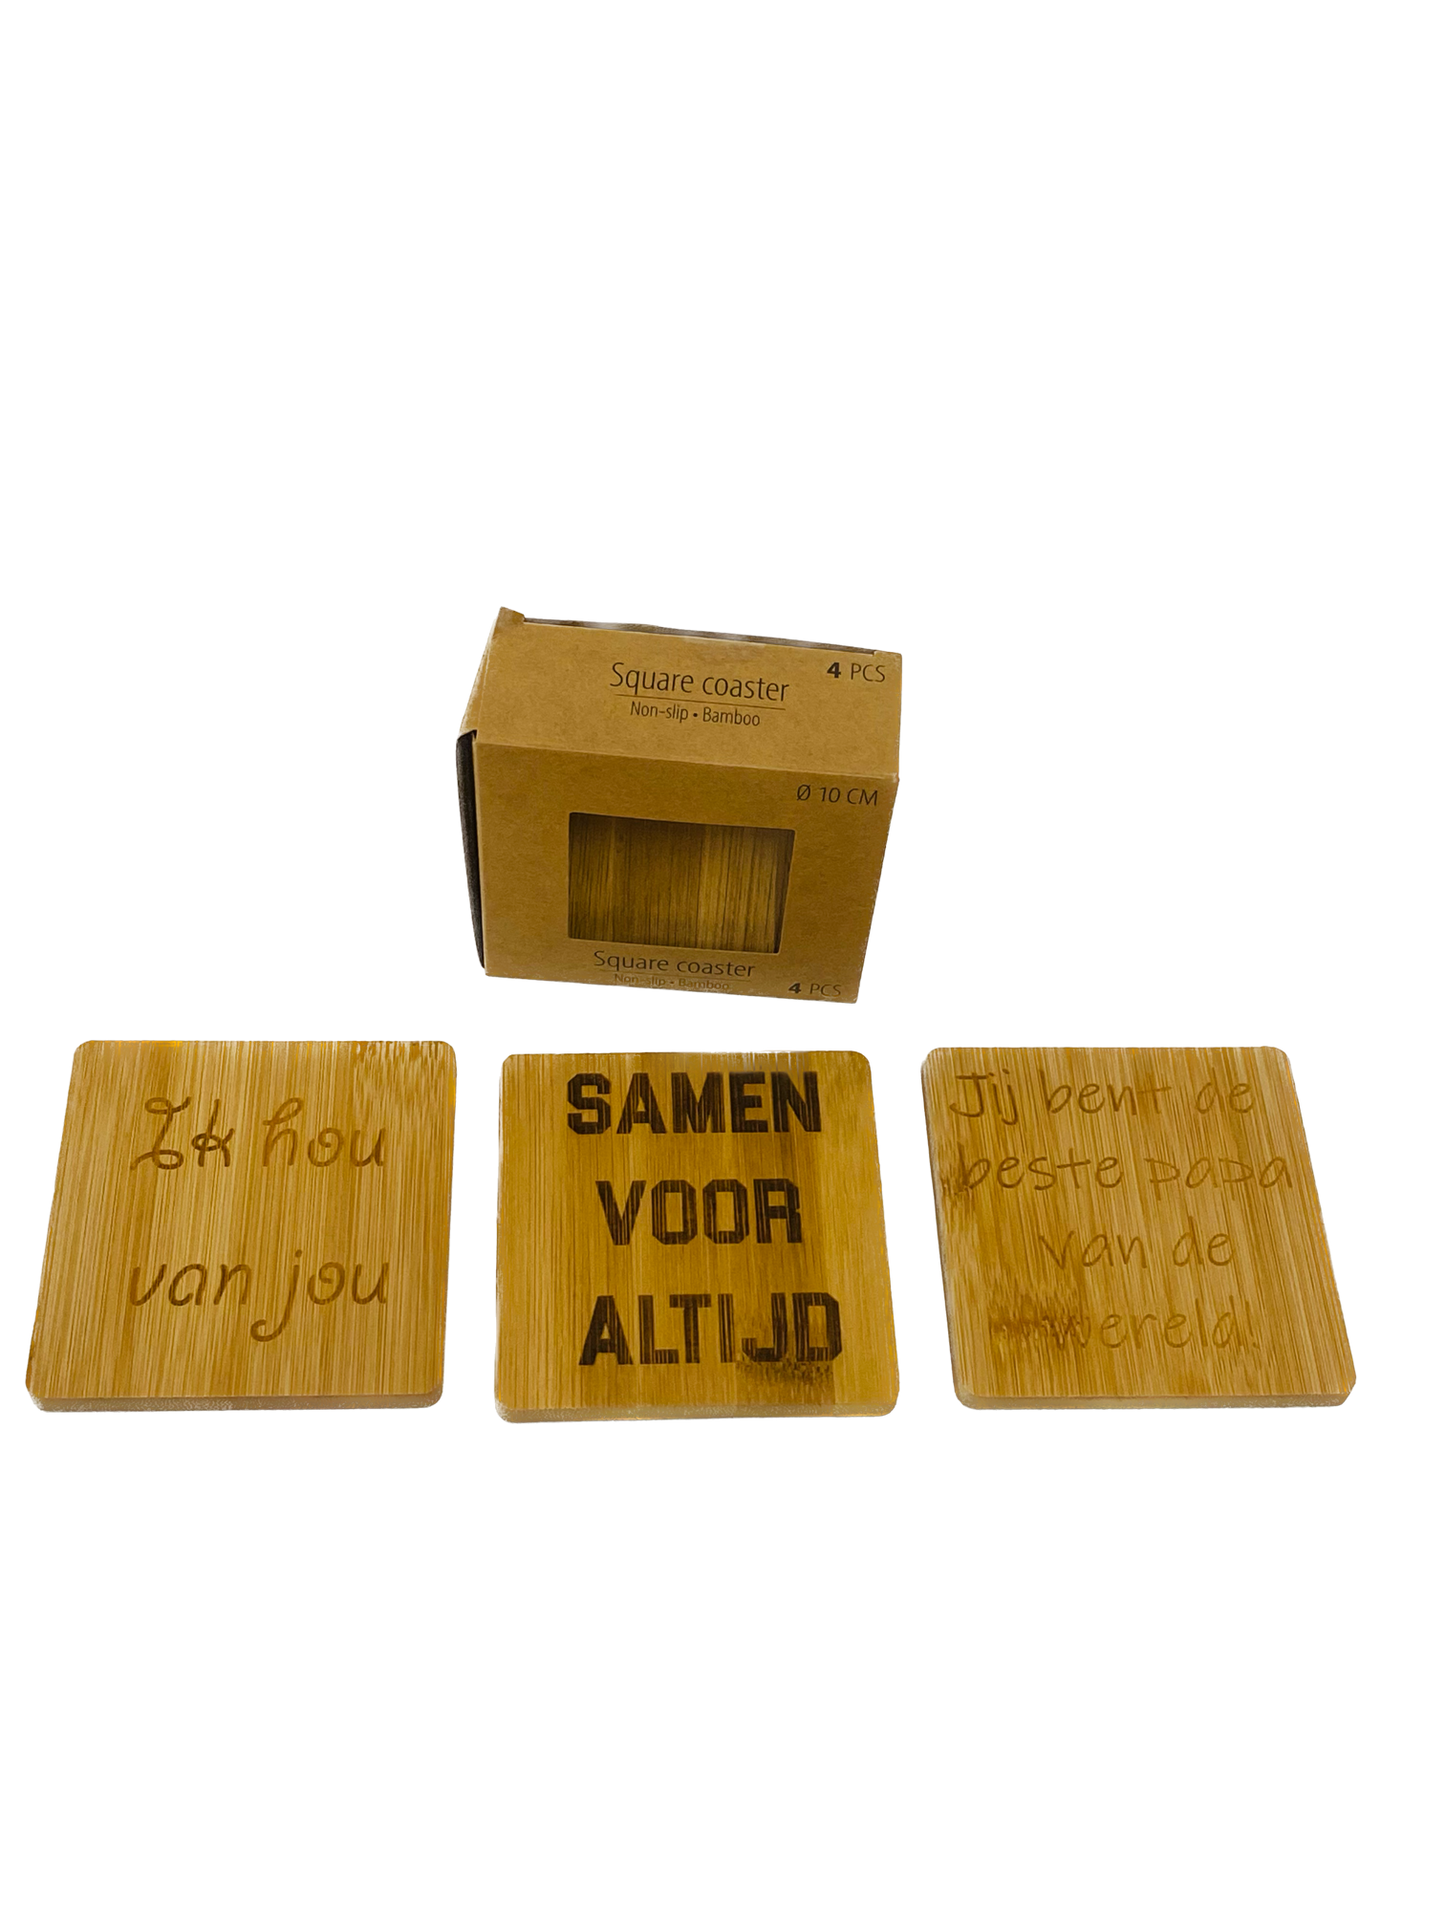 Square coaster
4 PCS
Non-slip • Bamboo
Ø 10 CM
Square coaster
Non-slip • Bamboo
4 PCS
Ik hou
van jou
SAMEN
VOOR
ALTIJD
Jij bent de
beste papa
van de
wereld!